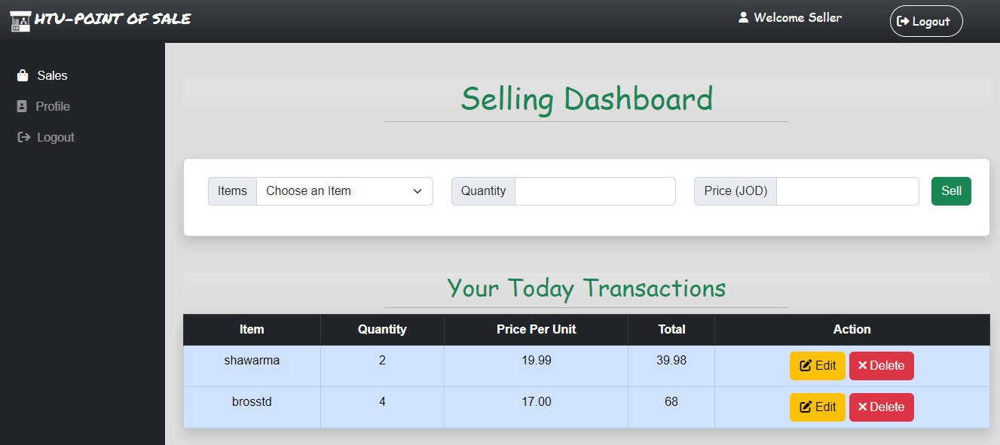 HTU-POINT OF SALE
Welcome Seller
Logout
Sales
Profile
Logout
Selling Dashboard
Items Choose an Item Quantity Price (JOD) Sell
Your Today Transactions
Item Quantity Price Per Unit Total Action
shawarma 2 19.99 39.98 Edit Delete
brosstd 4 17.00 68 Edit Delete